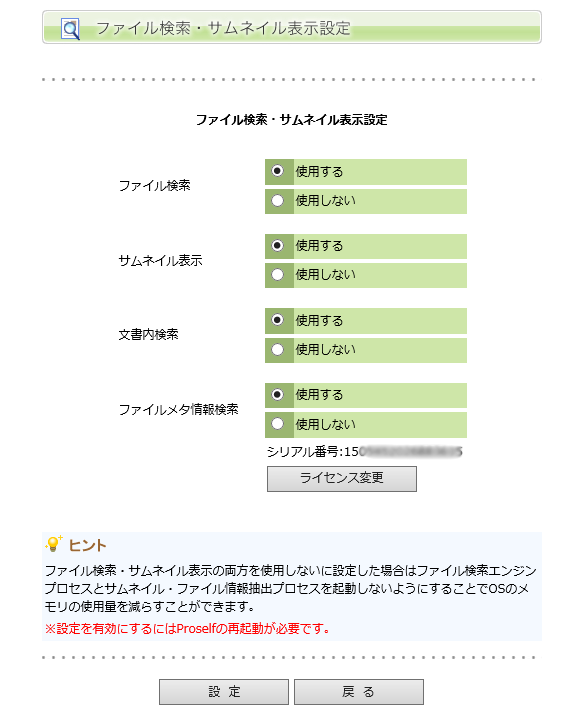 ファイル検索・サムネイル表示設定
ファイル検索・サムネイル表示設定
ファイル検索
使用する
使用しない
サムネイル表示
使用する
使用しない
文書内検索
使用する
使用しない
ファイルメタ情報検索
使用する
使用しない
シリアル番号:15
ライセンス変更
ヒント
ファイル検索・サムネイル表示の両方を使用しないに設定した場合はファイル検索エンジン
プロセスとサムネイル・ファイル情報抽出プロセスを起動しないようにすることでOSのメ
モリの使用量を減らすことができます。
※設定を有効にするにはProselfの再起動が必要です。
設 定
戻 る